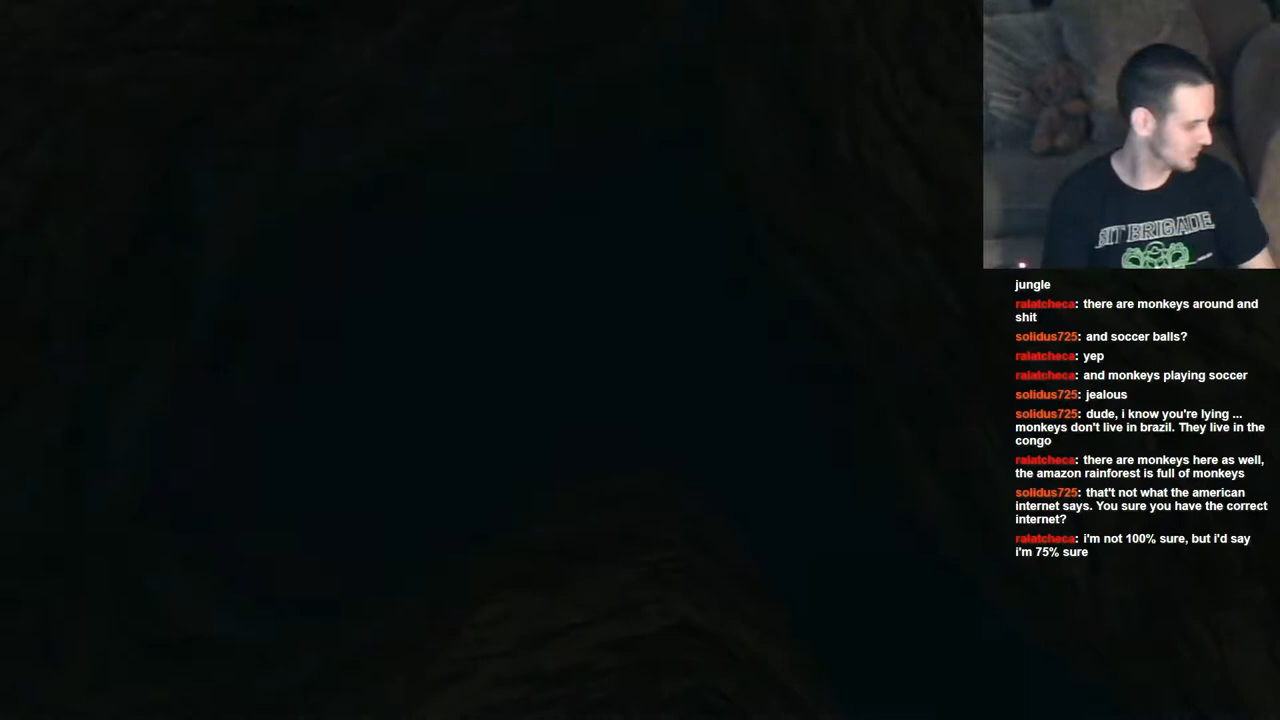 BIT BRIGADE
jungle
ralatcheca: there are monkeys around and
shit
solidus725: and soccer balls?
ralatcheca: yep
ralatcheca: and monkeys playing soccer
solidus725: jealous
solidus725: dude, i know you're lying ...
monkeys don't live in brazil. They live in the
congo
ralatcheca: there are monkeys here as well,
the amazon rainforest is full of monkeys
solidus725: that't not what the american
internet says. You sure you have the correct
internet?
ralatcheca: i'm not 100% sure, but i'd say
i'm 75% sure